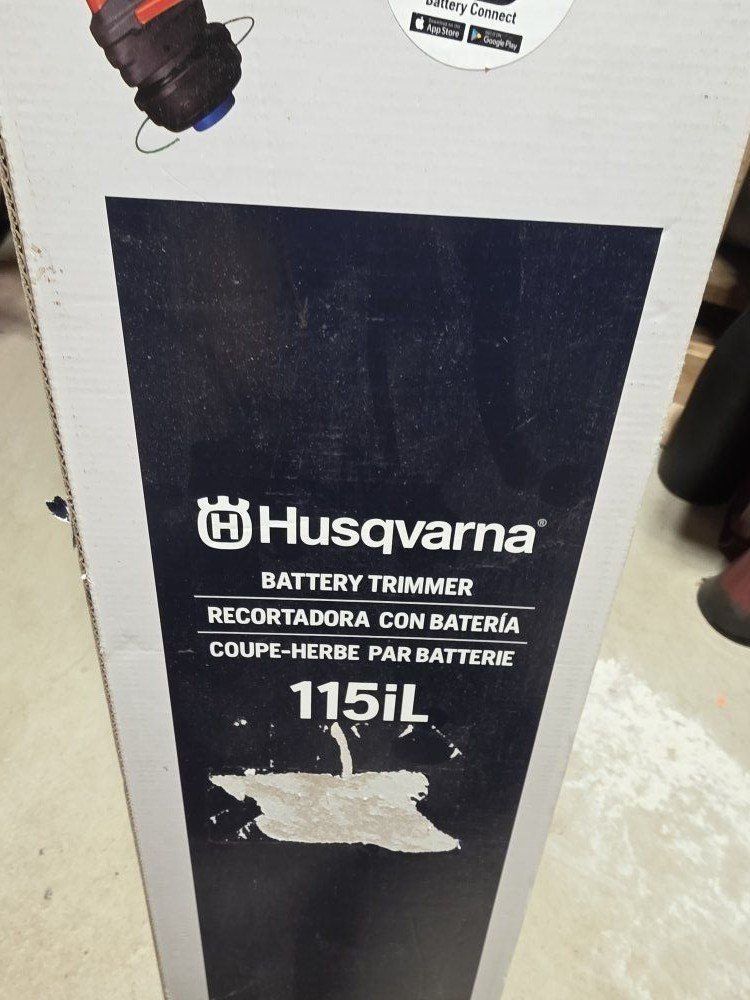 Battery Connect
App Store
Google Play
Husqvarna®
BATTERY TRIMMER
RECORTADORA CON BATERÍA
COUPE-HERBE PAR BATTERIE
115iL